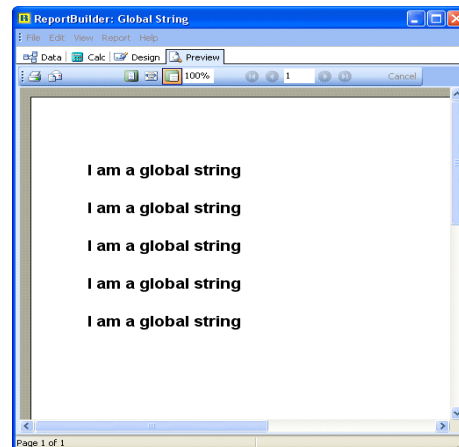 ReportBuilder: Global String
File Edit View Report Help
Data Calc Design Preview
100% 1 Cancel
I am a global string
I am a global string
I am a global string
I am a global string
I am a global string
Page 1 of 1